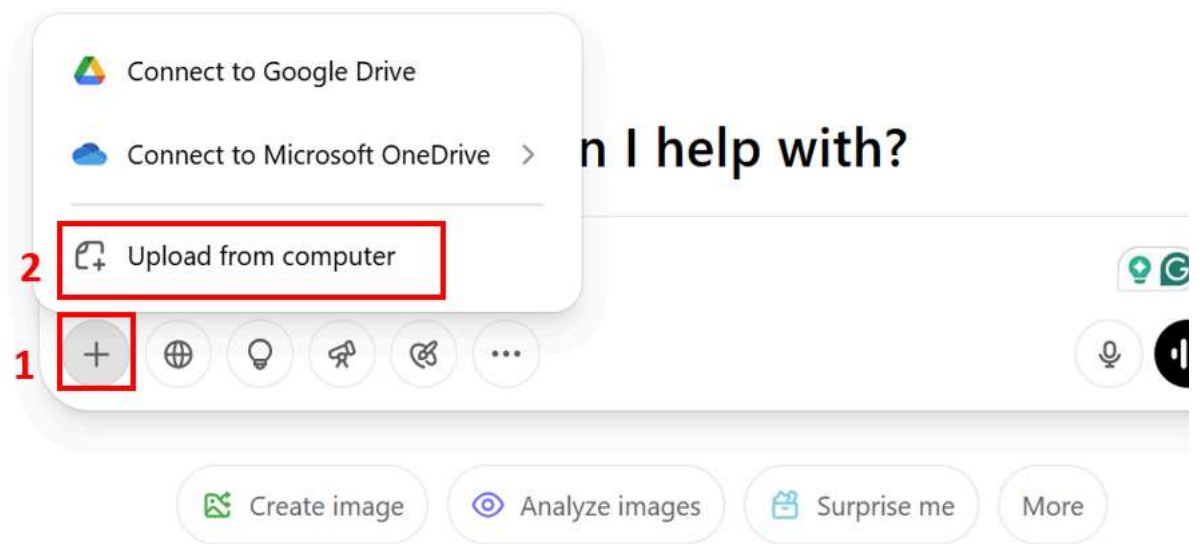 Connect to Google Drive
Connect to Microsoft OneDrive
n I help with?
2
Upload from computer
1
Create image
Analyze images
Surprise me
More